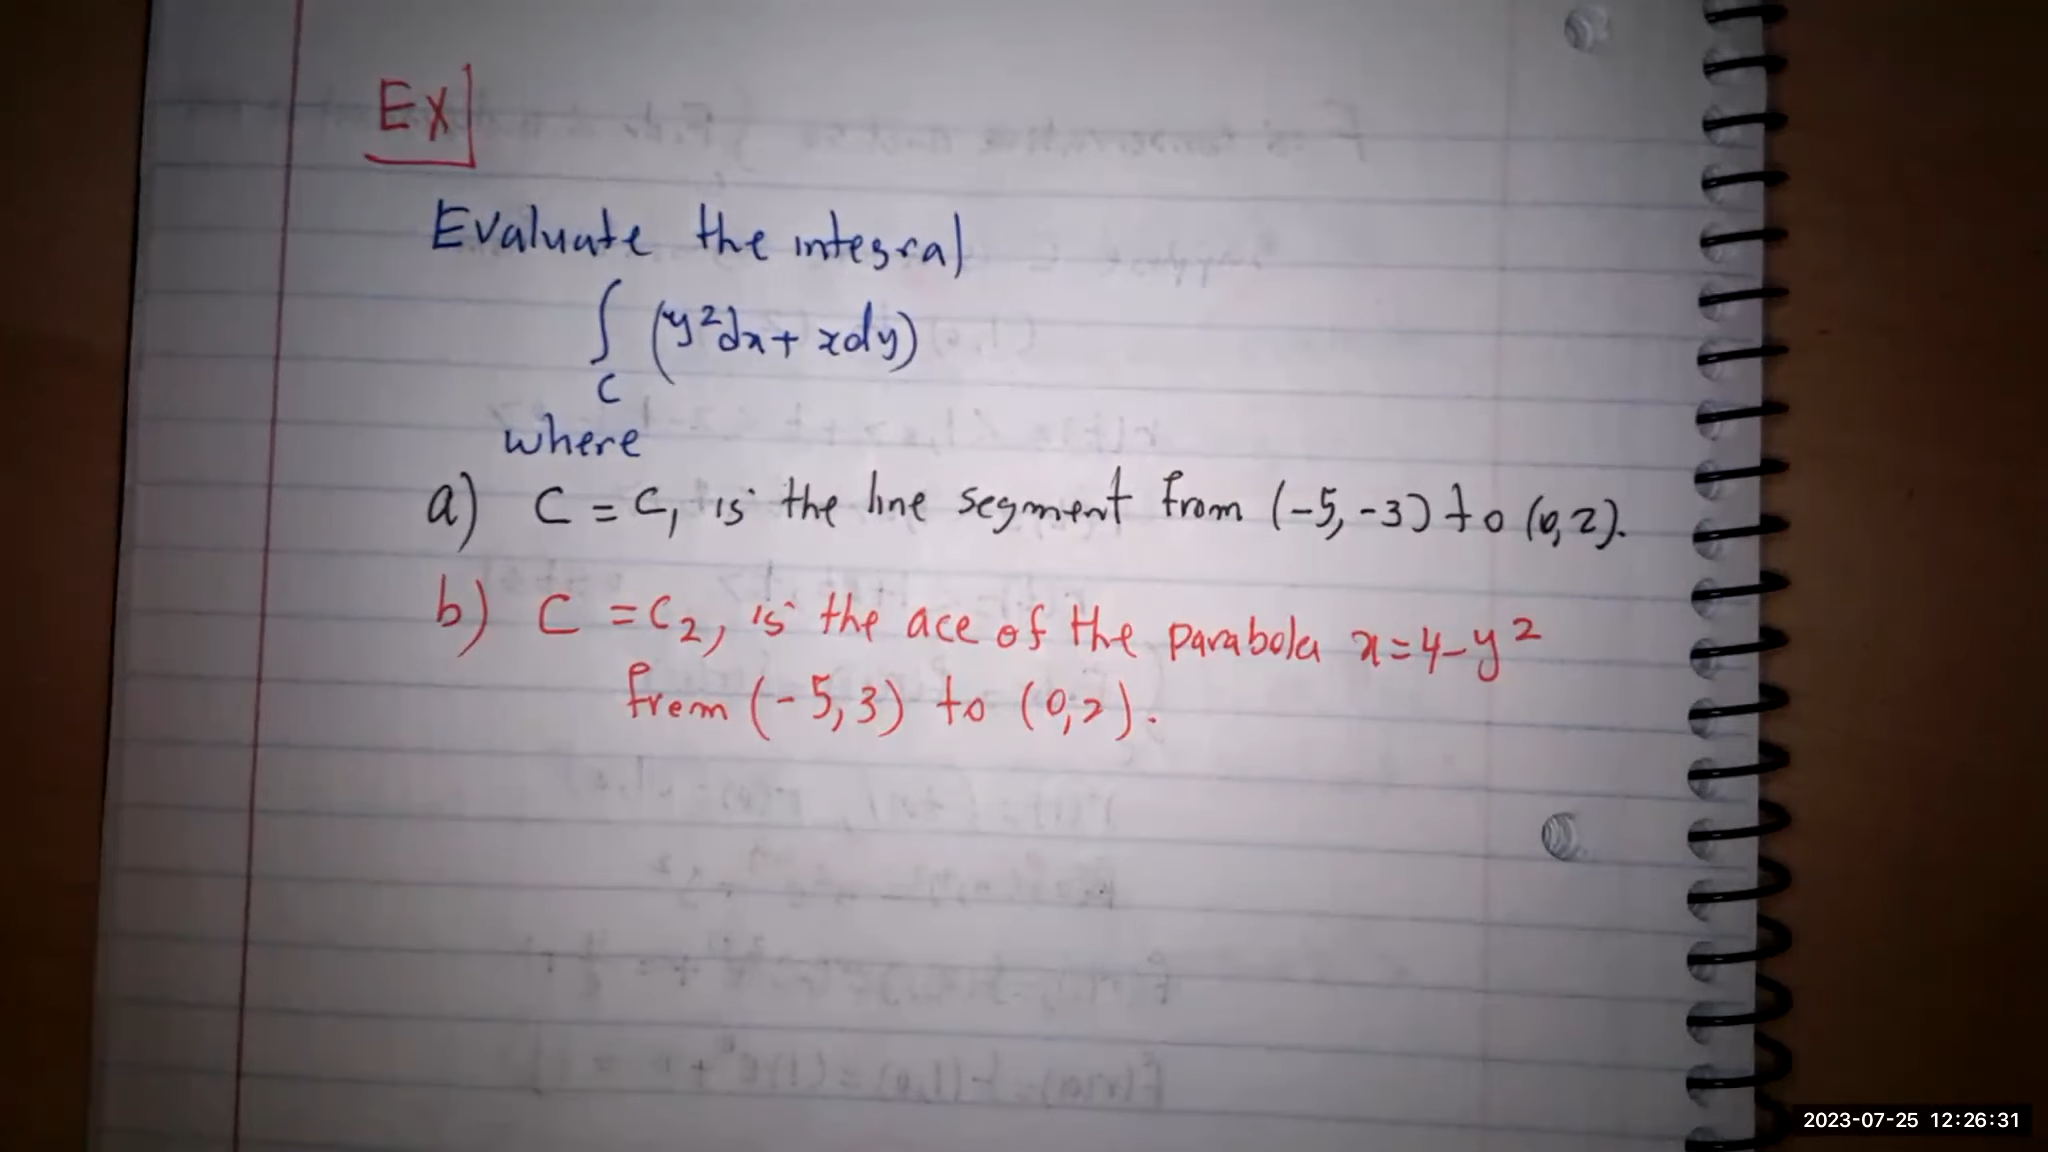 EX
Evaluate the integral
∫ (y²dx + xdy)
C
where
a) C = C₁ is the line segment from (-5, -3) to (0, 2).
b) C = C₂, is the ace of the parabola x = 4 - y²
from (-5, 3) to (0, 2).
2023-07-25 12:26:31